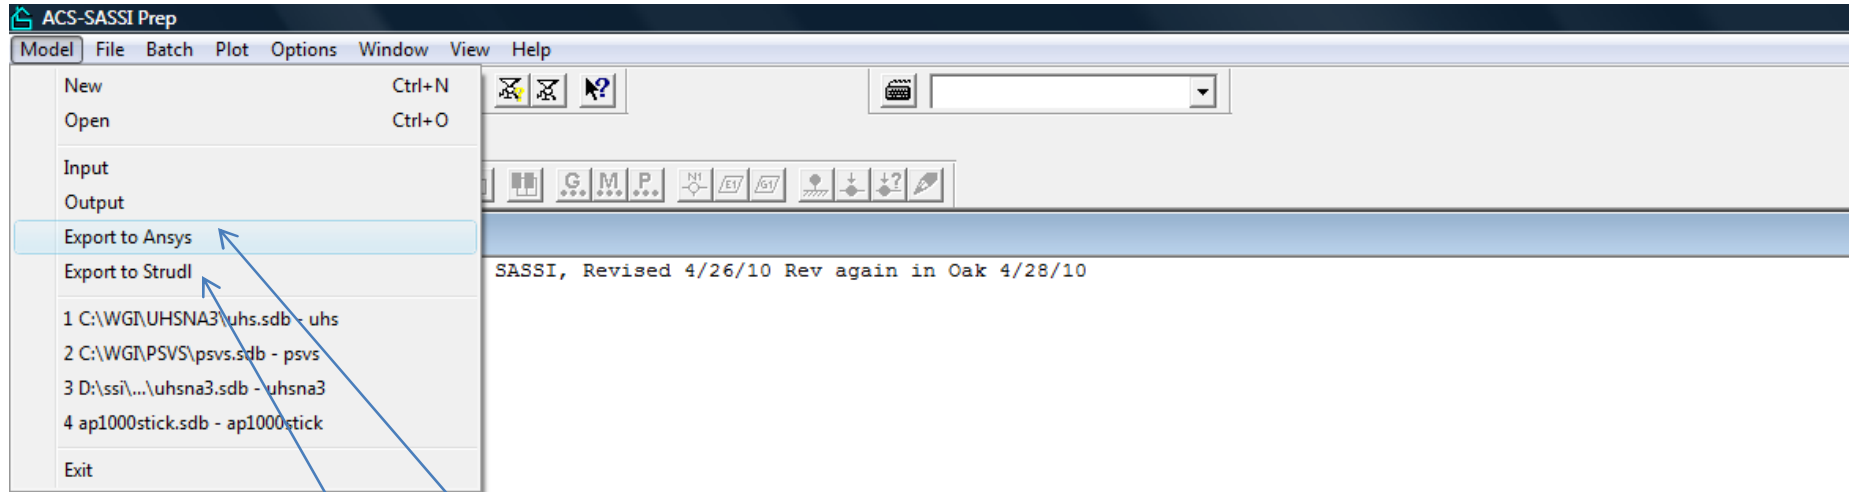 ACS-SASSI Prep
Model File Batch Plot Options Window View Help
New Ctrl+N
Open Ctrl+O
Input
Output
Export to Ansys
Export to Strudl
SASSI, Revised 4/26/10 Rev again in Oak 4/28/10
1 C:\WGI\UHSNA3\uhs.sdb - uhs
2 C:\WGI\PSVS\psvs.sdb - psvs
3 D:\ssi\...\uhsna3.sdb - uhsna3
4 ap1000stick.sdb - ap1000stick
Exit
G M P N1 E1 G1